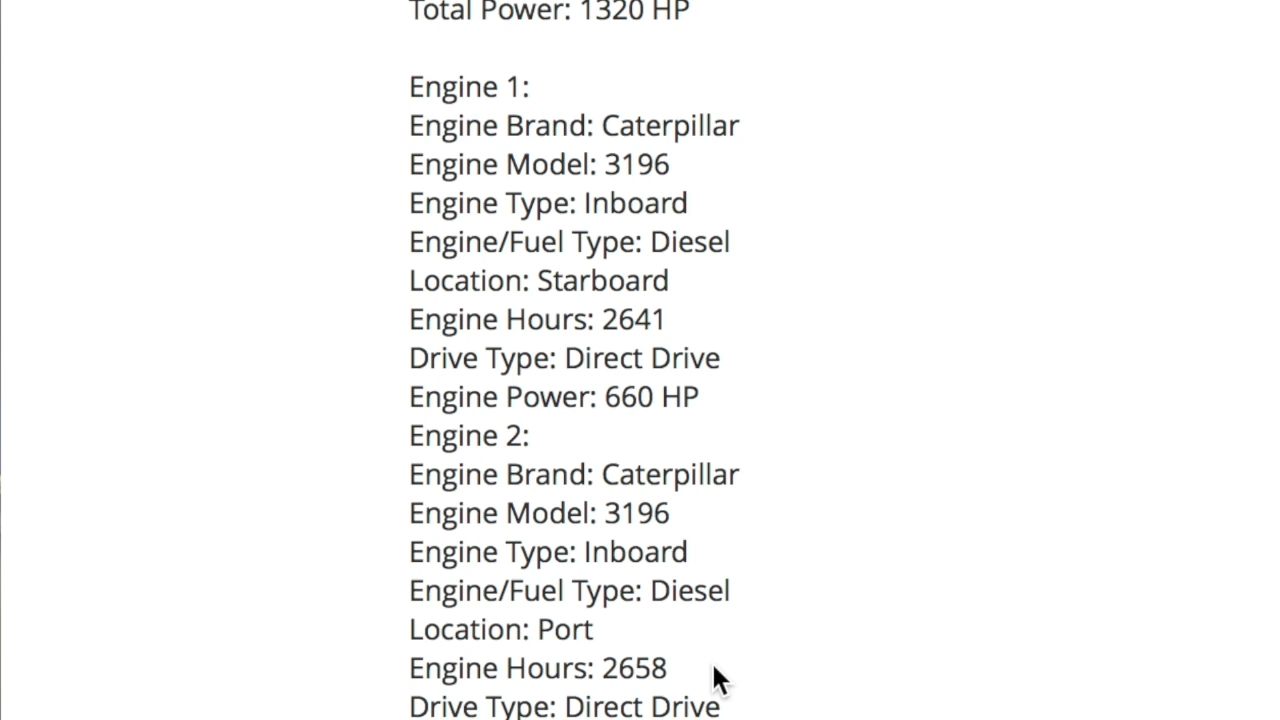 Total Power: 1320 HP
Engine 1:
Engine Brand: Caterpillar
Engine Model: 3196
Engine Type: Inboard
Engine/Fuel Type: Diesel
Location: Starboard
Engine Hours: 2641
Drive Type: Direct Drive
Engine Power: 660 HP
Engine 2:
Engine Brand: Caterpillar
Engine Model: 3196
Engine Type: Inboard
Engine/Fuel Type: Diesel
Location: Port
Engine Hours: 2658
Drive Type: Direct Drive